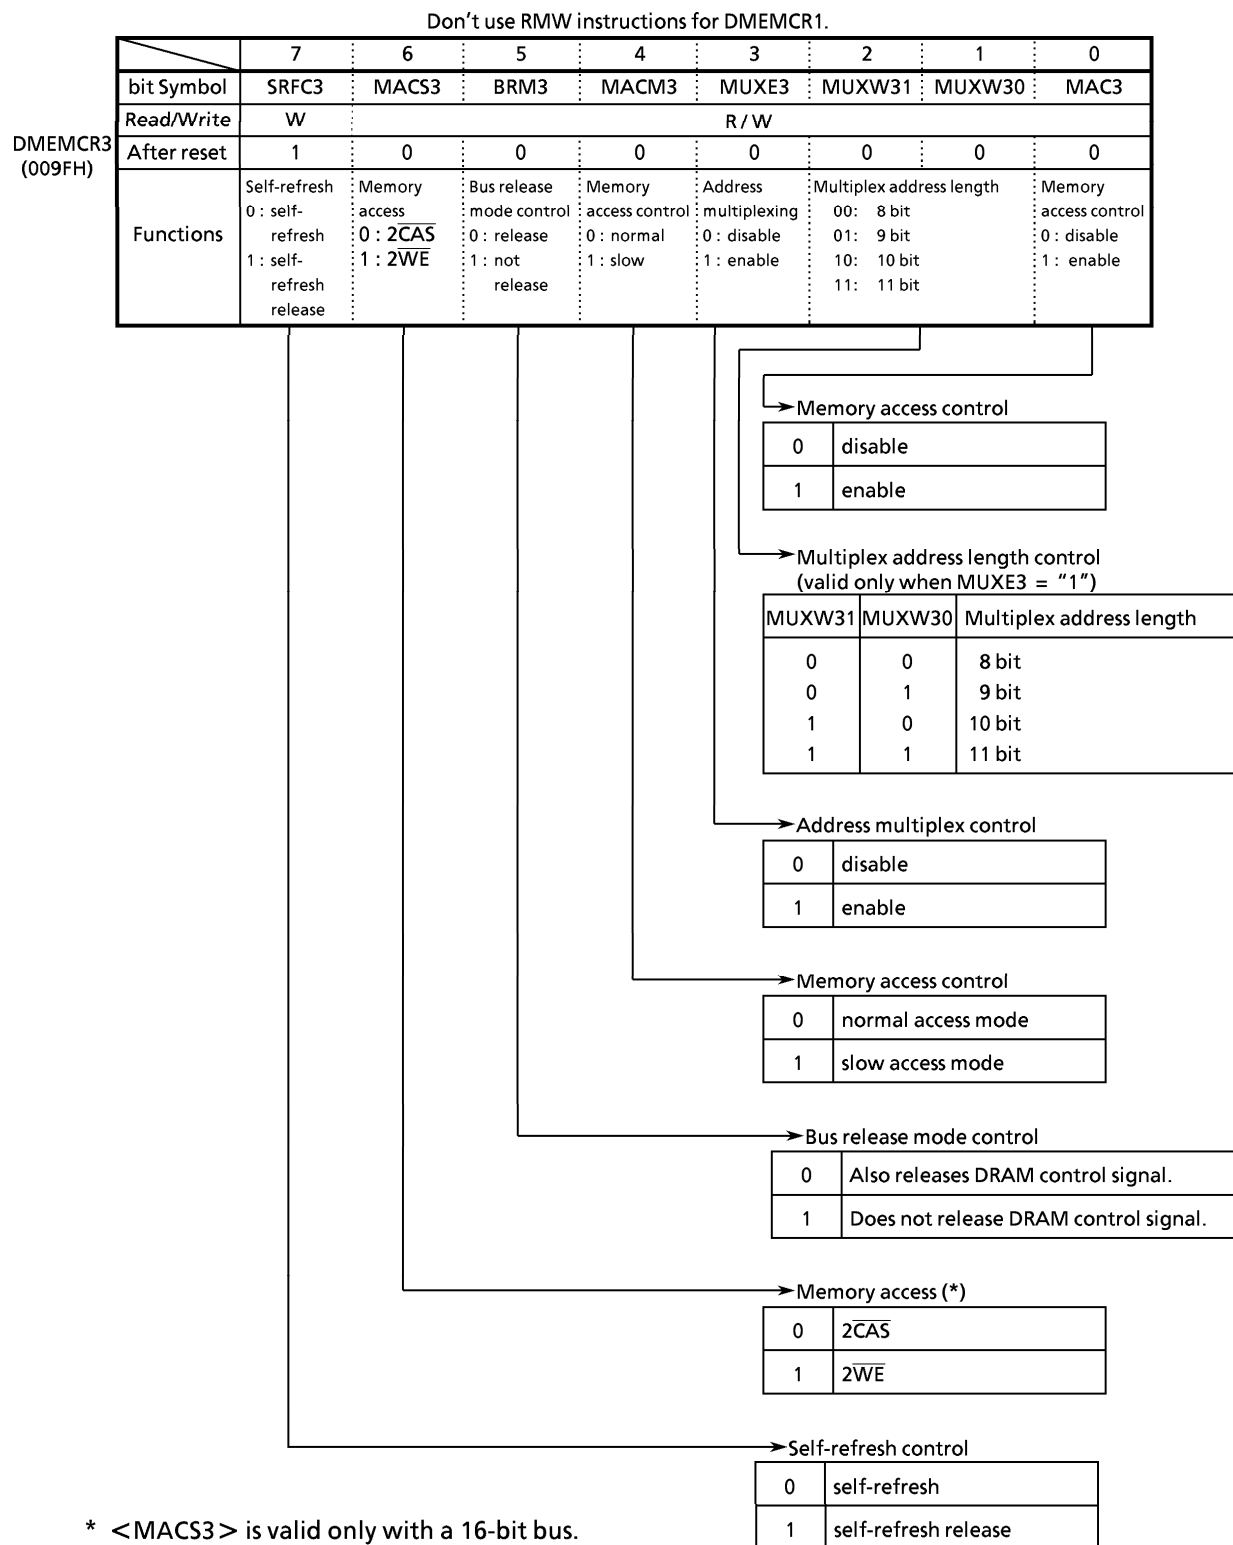 Don't use RMW instructions for DMEMCR1.
7 6 5 4 3 2 1 0
bit Symbol SRFC3 MACS3 BRM3 MACM3 MUXE3 MUXW31 MUXW30 MAC3
Read/Write W R / W
DMEMCR3
(009FH)
After reset 1 0 0 0 0 0 0 0
Functions
Self-refresh
0 : self-
refresh
1 : self-
refresh
release
Memory
access
0 : 2C̅A̅S̅
1 : 2W̅E̅
Bus release
mode control
0 : release
1 : not
release
Memory
access control
0 : normal
1 : slow
Address
multiplexing
0 : disable
1 : enable
Multiplex address length
00: 8 bit
01: 9 bit
10: 10 bit
11: 11 bit
Memory
access control
0 : disable
1 : enable
Memory access control
0 disable
1 enable
Multiplex address length control
(valid only when MUXE3 = "1")
MUXW31 MUXW30 Multiplex address length
0 0 8 bit
0 1 9 bit
1 0 10 bit
1 1 11 bit
Address multiplex control
0 disable
1 enable
Memory access control
0 normal access mode
1 slow access mode
Bus release mode control
0 Also releases DRAM control signal.
1 Does not release DRAM control signal.
Memory access (*)
0 2C̅A̅S̅
1 2W̅E̅
Self-refresh control
0 self-refresh
1 self-refresh release
* <MACS3> is valid only with a 16-bit bus.